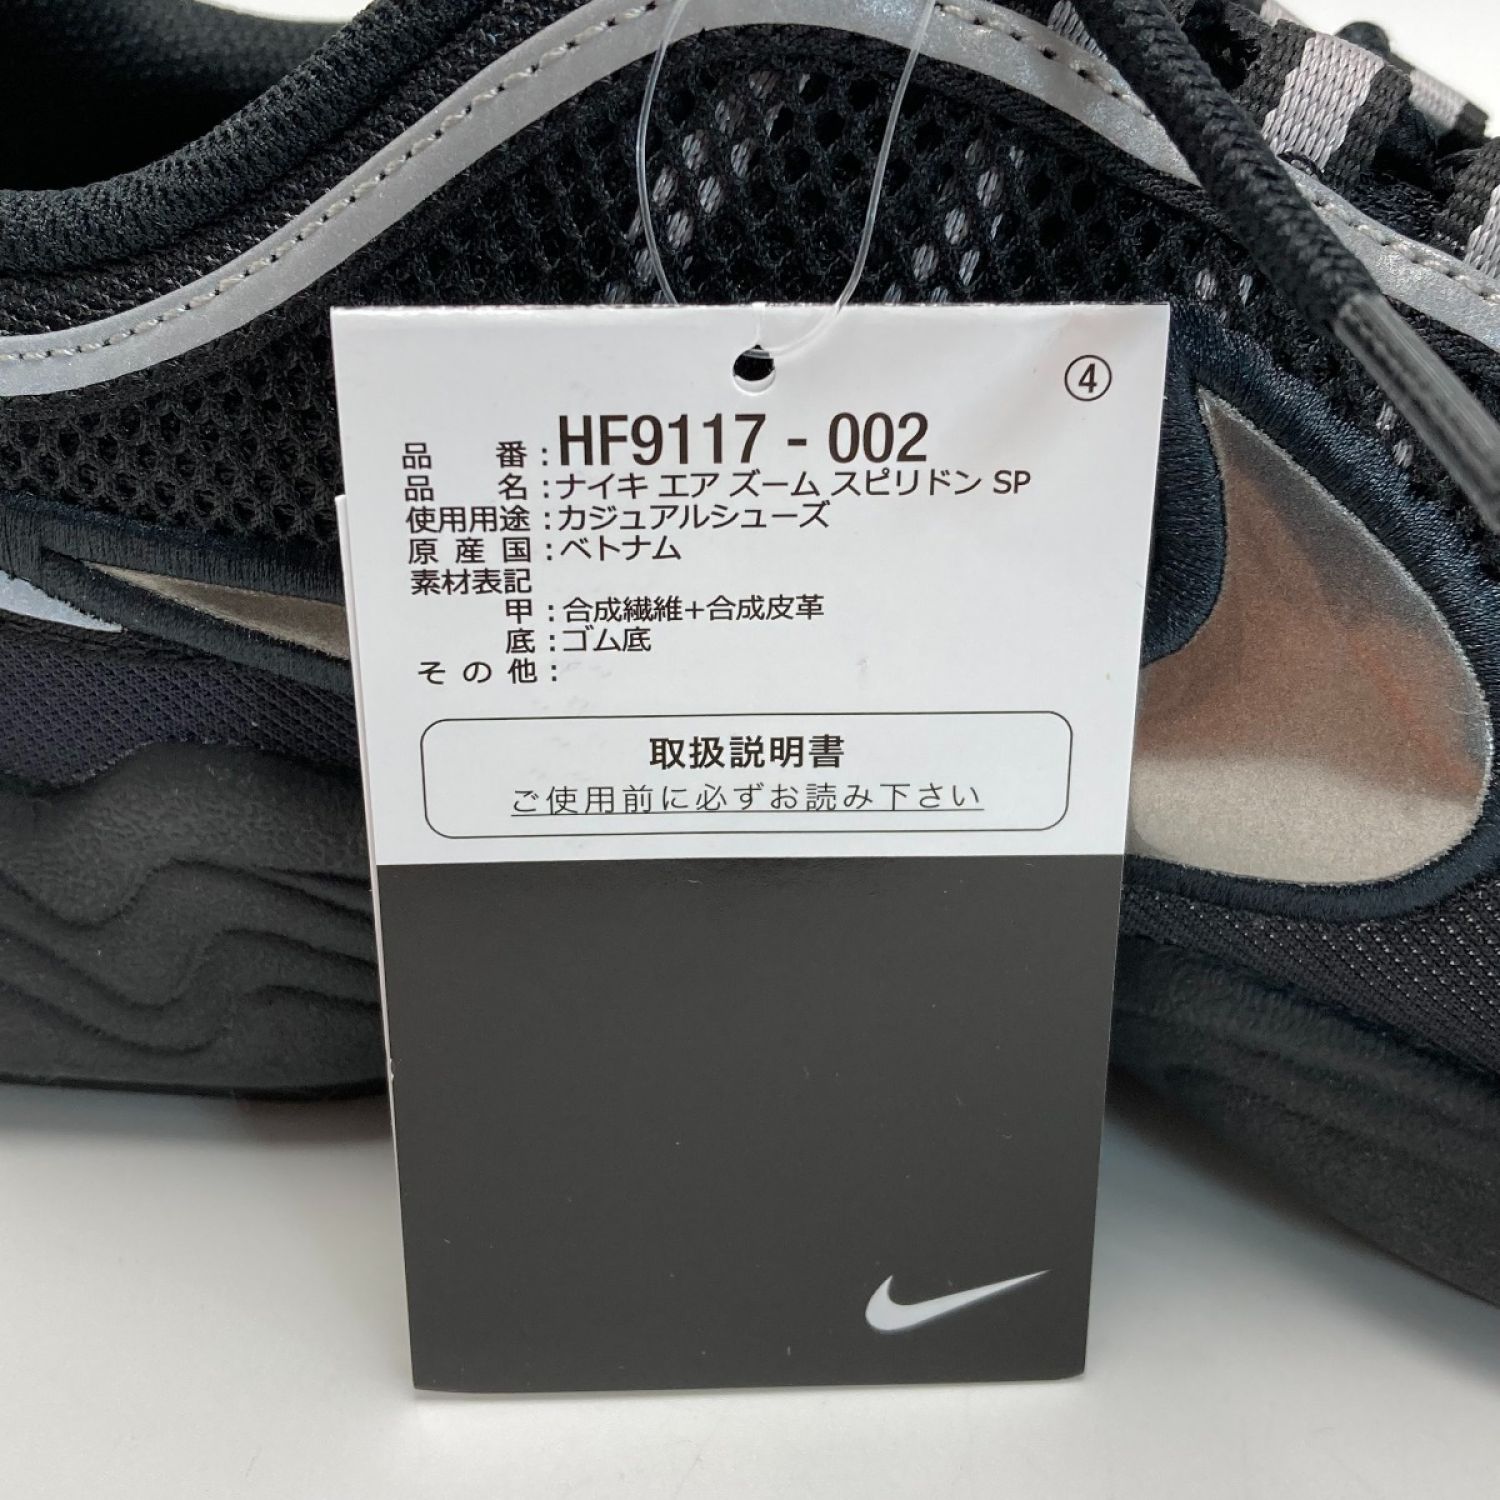 ④
品番:HF9117 - 002
品名:ナイキ エア ズーム スピリドン SP
使用用途:カジュアルシューズ
原産国:ベトナム
素材表記
甲:合成繊維+合成皮革
底:ゴム底
その他:
取扱説明書
ご使用前に必ずお読み下さい